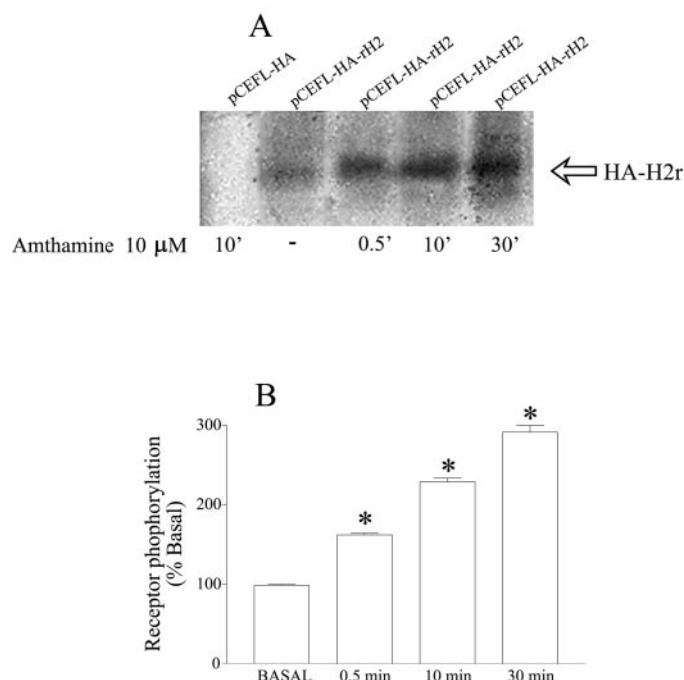 A
pCEFL-HA
pCEFL-HA-rH2
pCEFL-HA-rH2
pCEFL-HA-rH2
pCEFL-HA-rH2
HA-H2r
Amthamine 10 μM 10’ - 0.5’ 10’ 30’
B
Receptor phophorylation
(% Basal)
300
200
100
0
* * *
BASAL 0.5 min 10 min 30 min